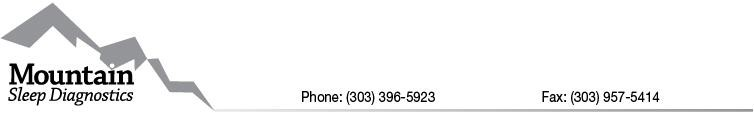 Mountain
Sleep Diagnostics
Phone: (303) 396-5923 Fax: (303) 957-5414